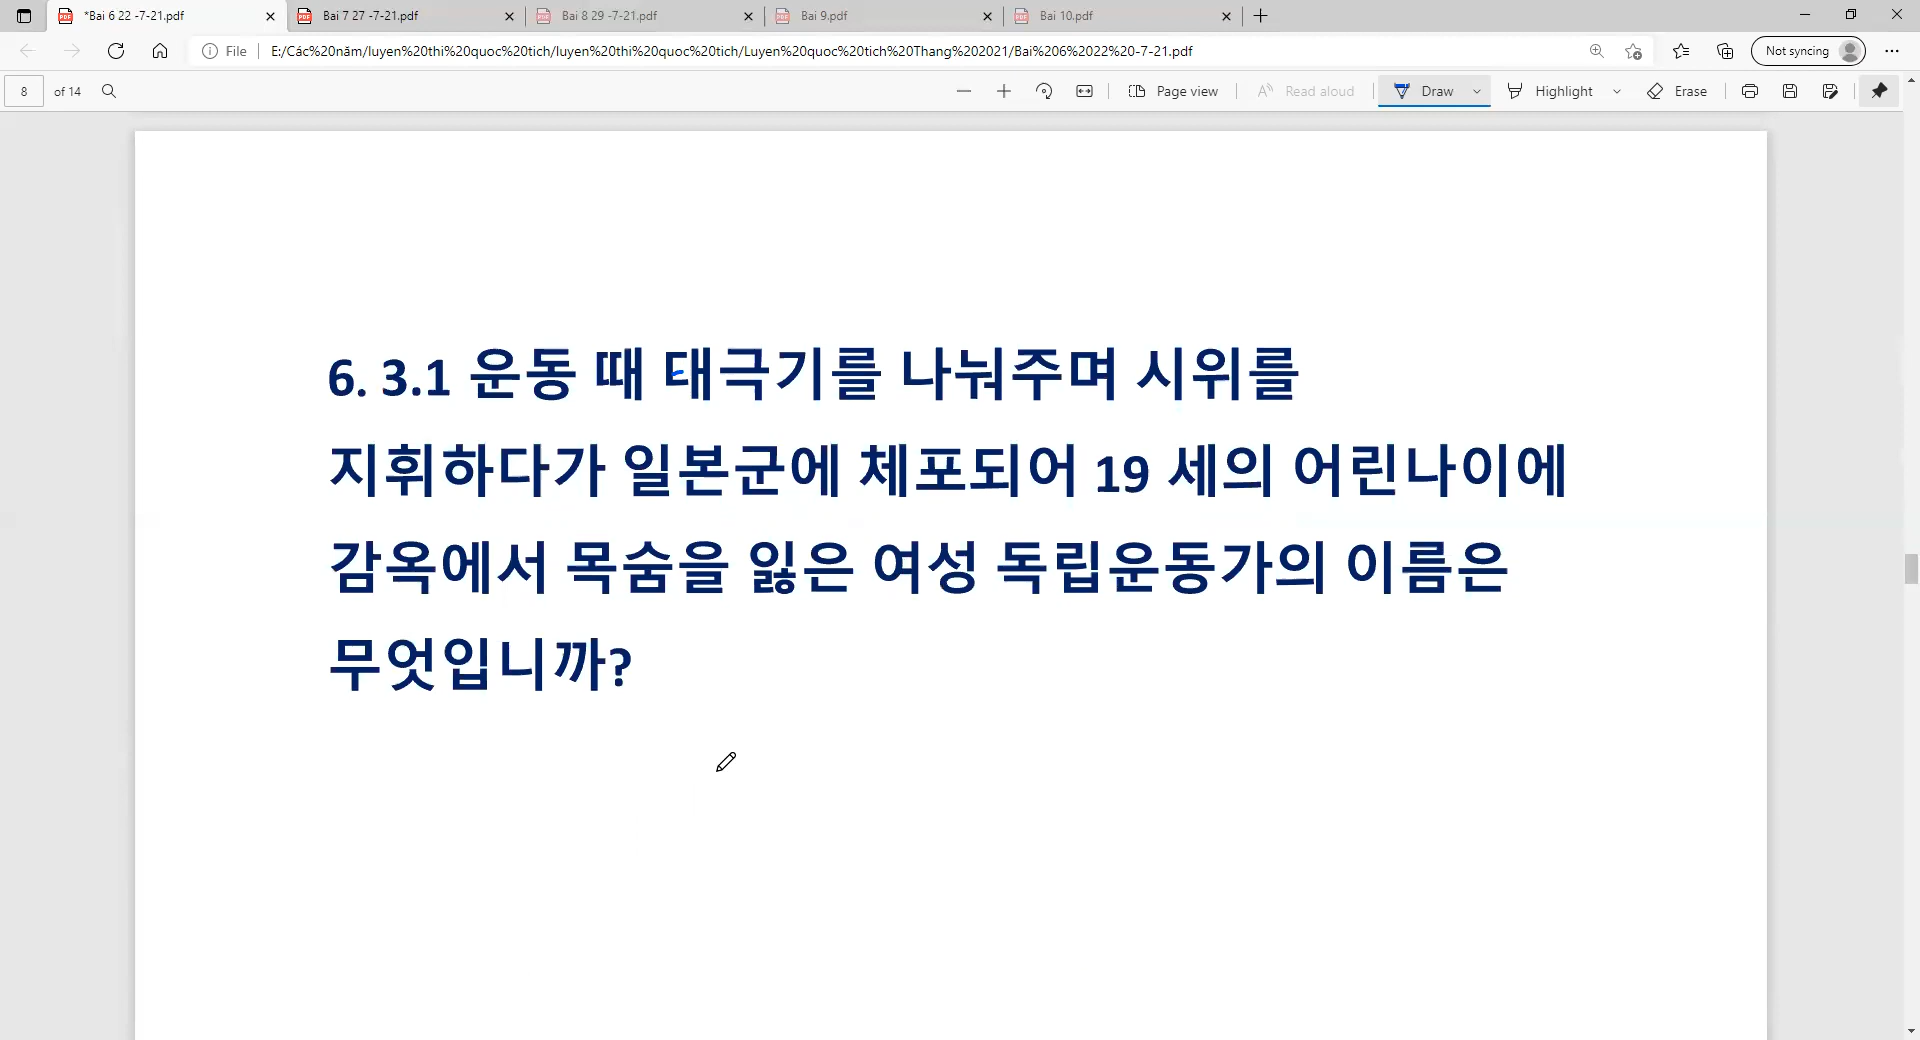 *Bai 6 22 -7-21.pdf
Bai 7 27 -7-21.pdf
Bai 8 29 -7-21.pdf
Bai 9.pdf
Bai 10.pdf
File
E:/Các%20năm/luyen%20thi%20quoc%20tich/luyen%20thi%20quoc%20tich/Luyen%20quoc%20tich%20Thang%202021/Bai%206%2022%20-7-21.pdf
Not syncing
8 of 14
Page view
Read aloud
Draw
Highlight
Erase
6. 3.1 운동 때 태극기를 나눠주며 시위를
지휘하다가 일본군에 체포되어 19 세의 어린나이에
감옥에서 목숨을 잃은 여성 독립운동가의 이름은
무엇입니까?